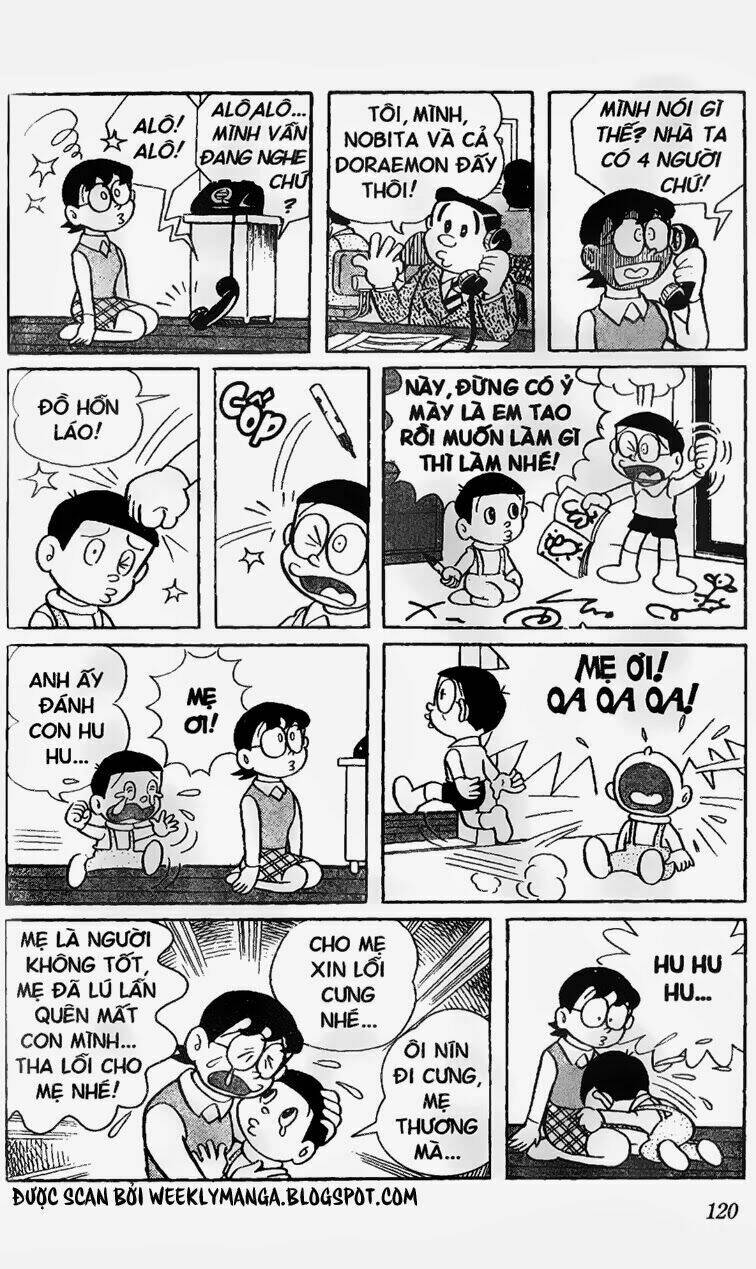 MÌNH NÓI GÌ
THẾ? NHÀ TA
CÓ 4 NGƯỜI
CHỨ!
TÔI, MÌNH,
NOBITA VÀ CẢ
DORAEMON ĐẤY
THÔI!
ALÔ ALÔ...
MÌNH VẪN
ĐANG NGHE
CHỨ
?
ALÔ!
ALÔ!
NÀY, ĐỪNG CÓ Ỷ
MÀY LÀ EM TAO
RỒI MUỐN LÀM GÌ
THÌ LÀM NHÉ!
CỐP
ĐỒ HỖN
LÁO!
MẸ ƠI!
OA OA OA!
MẸ
ƠI!
ANH ẤY
ĐÁNH
CON HU
HU...
HU HU
HU...
CHO MẸ
XIN LỖI
CƯNG
NHÉ...
ÔI NÍN
ĐI CƯNG,
MẸ
THƯƠNG
MÀ...
MẸ LÀ NGƯỜI
KHÔNG TỐT,
MẸ ĐÃ LÚ LẪN
QUÊN MẤT
CON MÌNH...
THA LỖI CHO
MẸ NHÉ!
ĐƯỢC SCAN BỞI WEEKLYMANGA.BLOGSPOT.COM
120